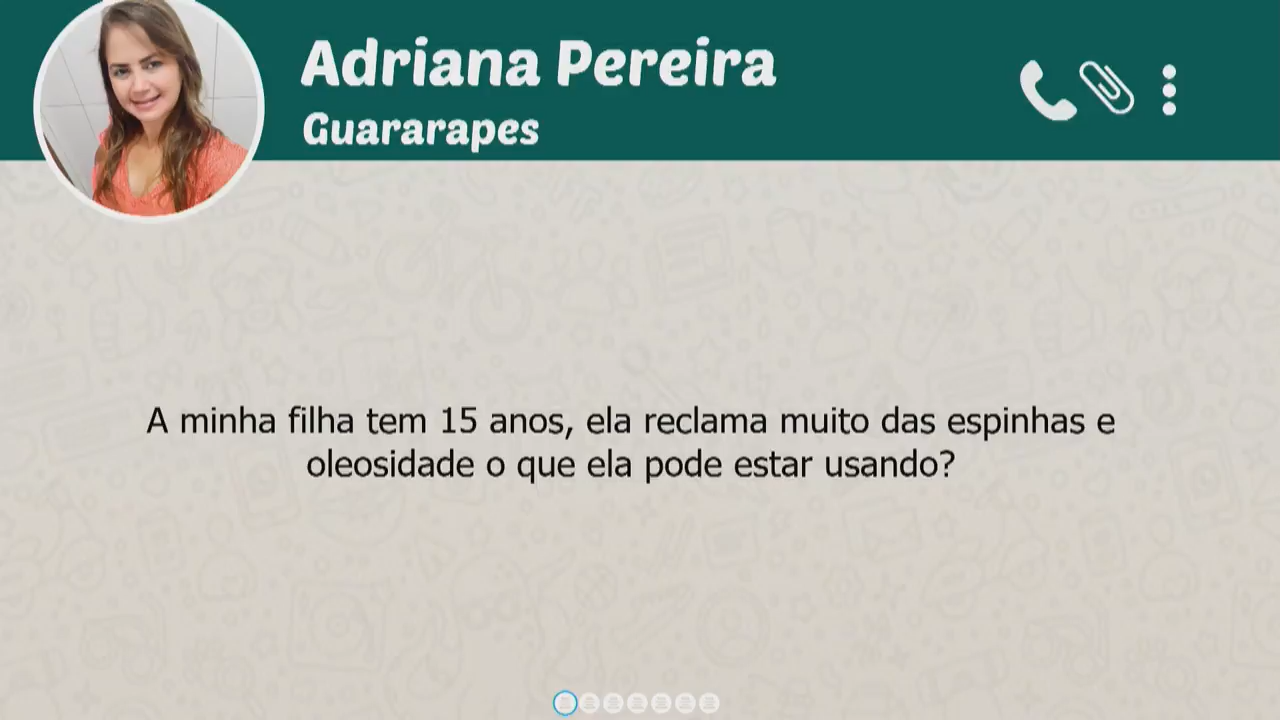 Adriana Pereira
Guararapes
A minha filha tem 15 anos, ela reclama muito das espinhas e
oleosidade o que ela pode estar usando?